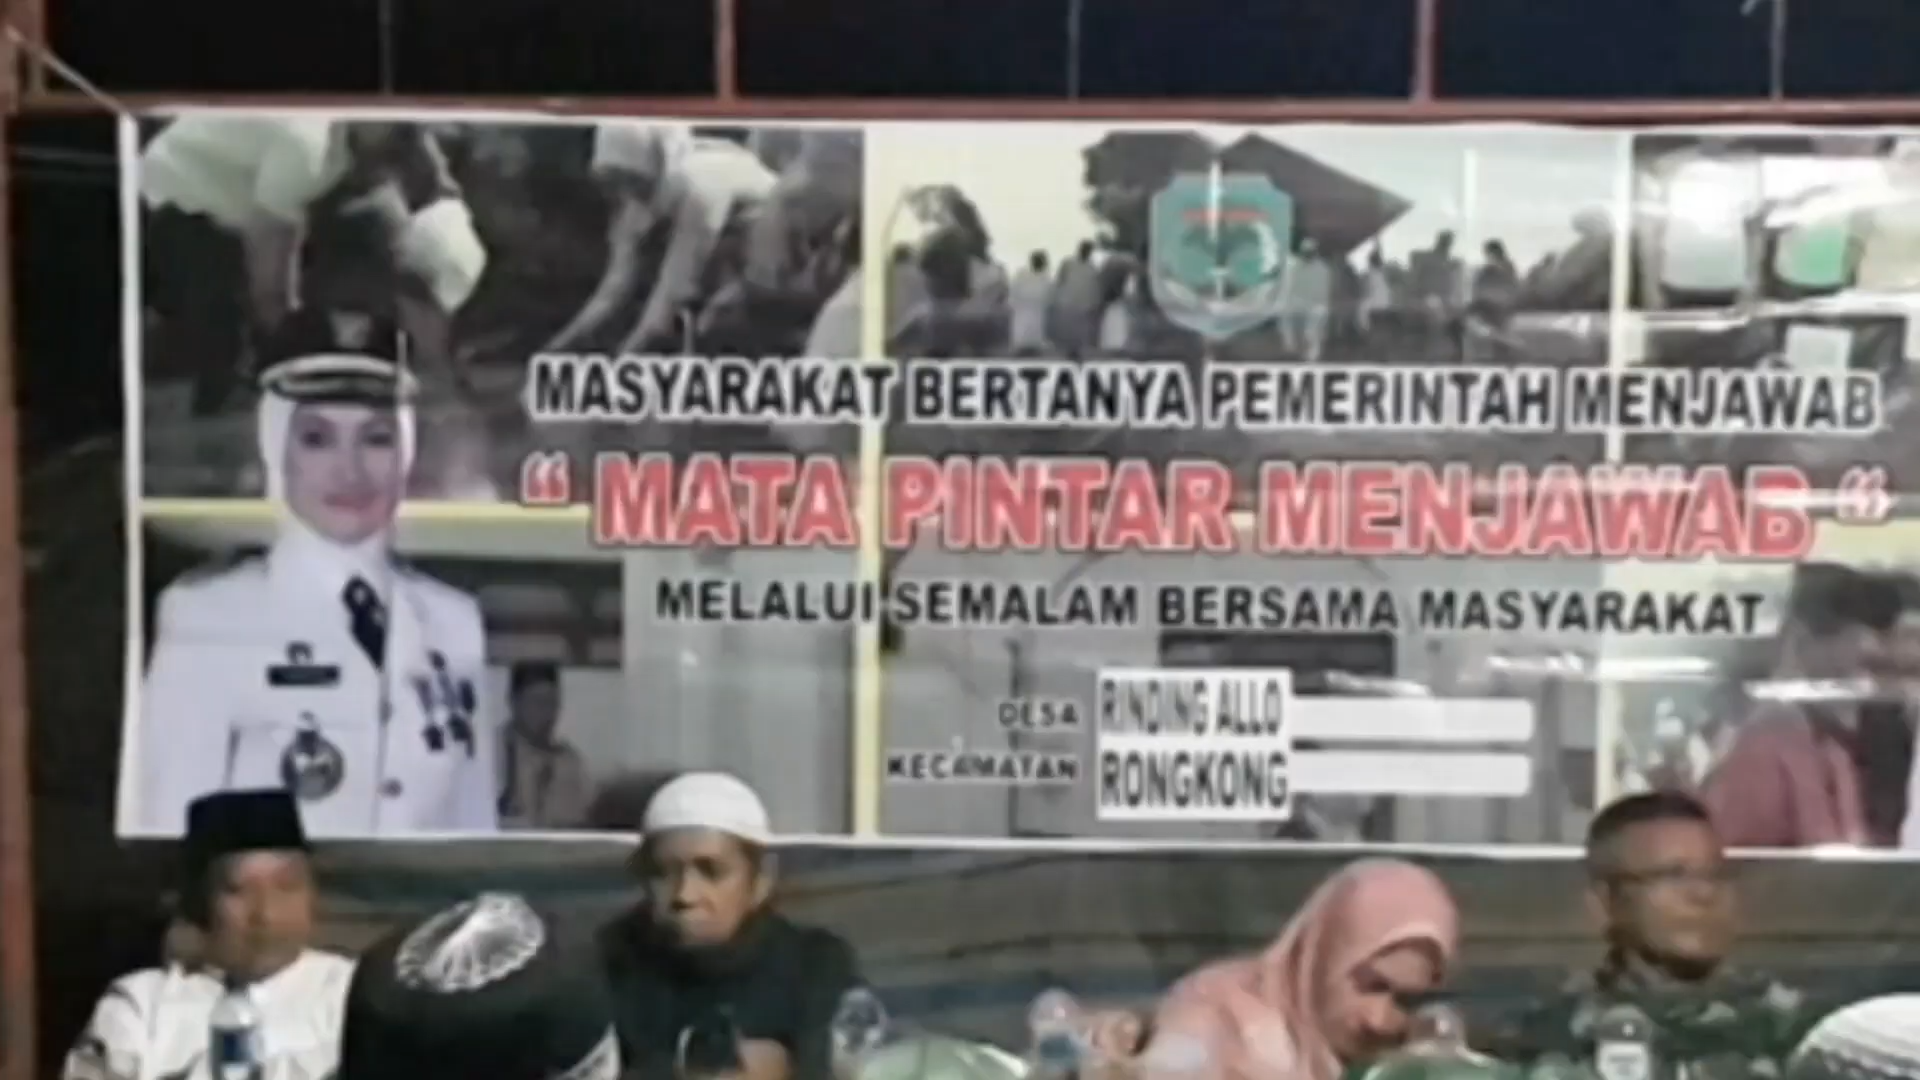 MASYARAKAT BERTANYA PEMERINTAH MENJAWAB
“ MATA PINTAR MENJAWAB “
MELALUI SEMALAM BERSAMA MASYARAKAT
DESA RINDING ALLO
KECAMATAN RONGKONG